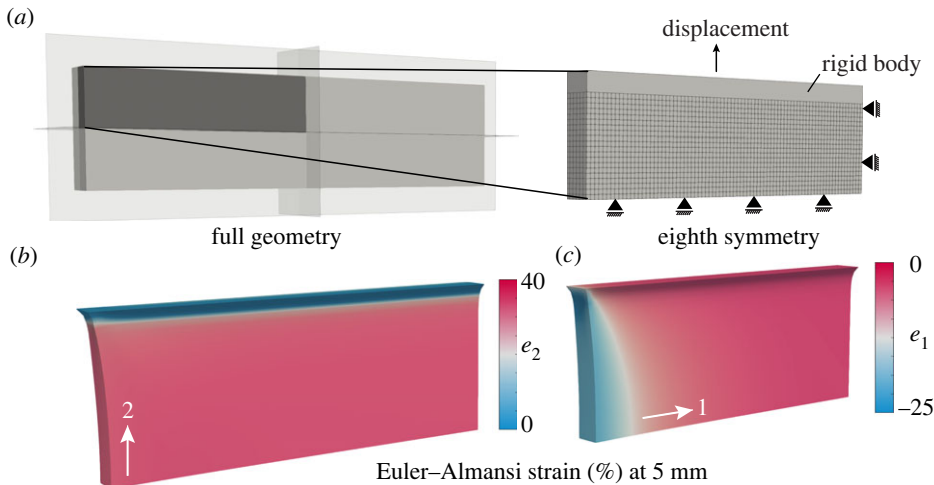 (a)
displacement
rigid body
full geometry
eighth symmetry
(b)
40
e2
0
2
(c)
0
e1
–25
1
Euler–Almansi strain (%) at 5 mm